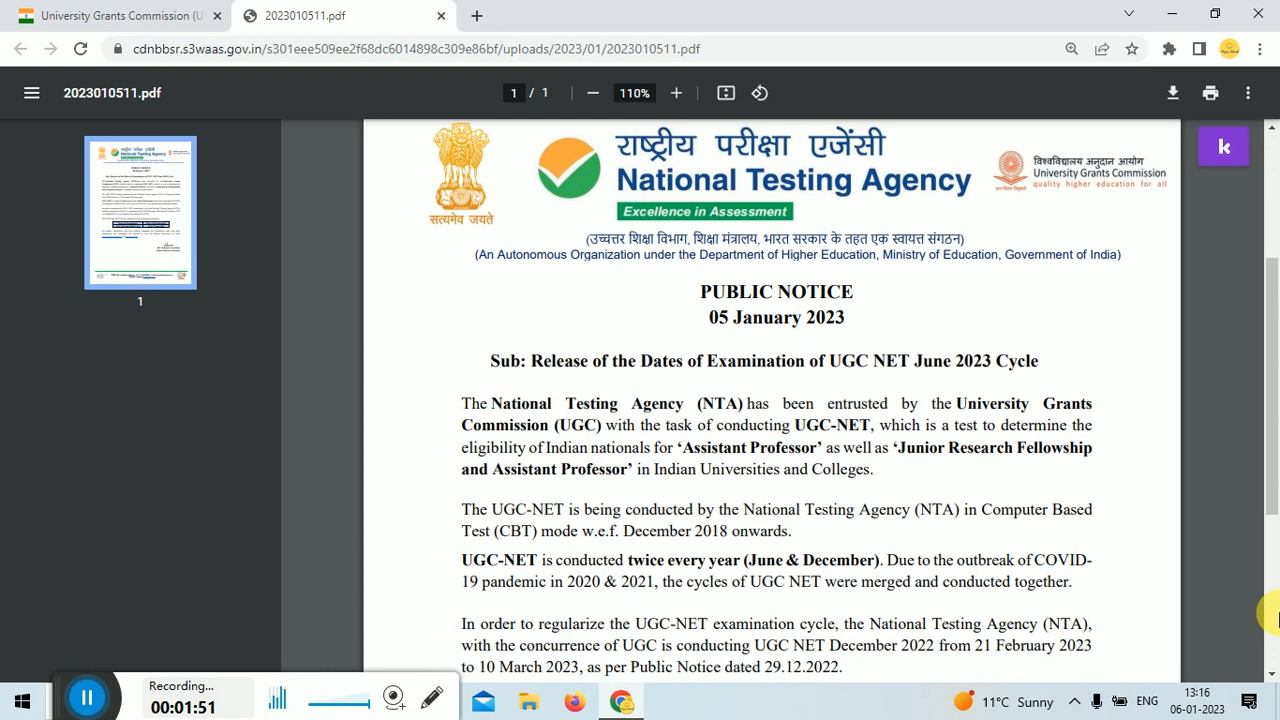 University Grants Commission (U
2023010511.pdf
cdnbbsr.s3waas.gov.in/s301eee509ee2f68dc6014898c309e86bf/uploads/2023/01/2023010511.pdf
2023010511.pdf
1 / 1
110%
1
k
सत्यमेव जयते
राष्ट्रीय परीक्षा एजेंसी
National Testing Agency
Excellence in Assessment
विश्वविद्यालय अनुदान आयोग
University Grants Commission
quality higher education for all
(उच्चत्तर शिक्षा विभाग, शिक्षा मंत्रालय, भारत सरकार के तहत एक स्वायत्त संगठन)
(An Autonomous Organization under the Department of Higher Education, Ministry of Education, Government of India)
PUBLIC NOTICE
05 January 2023
Sub: Release of the Dates of Examination of UGC NET June 2023 Cycle
The National Testing Agency (NTA) has been entrusted by the University Grants
Commission (UGC) with the task of conducting UGC-NET, which is a test to determine the
eligibility of Indian nationals for ‘Assistant Professor’ as well as ‘Junior Research Fellowship
and Assistant Professor’ in Indian Universities and Colleges.
The UGC-NET is being conducted by the National Testing Agency (NTA) in Computer Based
Test (CBT) mode w.e.f. December 2018 onwards.
UGC-NET is conducted twice every year (June & December). Due to the outbreak of COVID-
19 pandemic in 2020 & 2021, the cycles of UGC NET were merged and conducted together.
In order to regularize the UGC-NET examination cycle, the National Testing Agency (NTA),
with the concurrence of UGC is conducting UGC NET December 2022 from 21 February 2023
to 10 March 2023, as per Public Notice dated 29.12.2022.
Recording...
00:01:51
11°C Sunny
ENG
13:16
06-01-2023